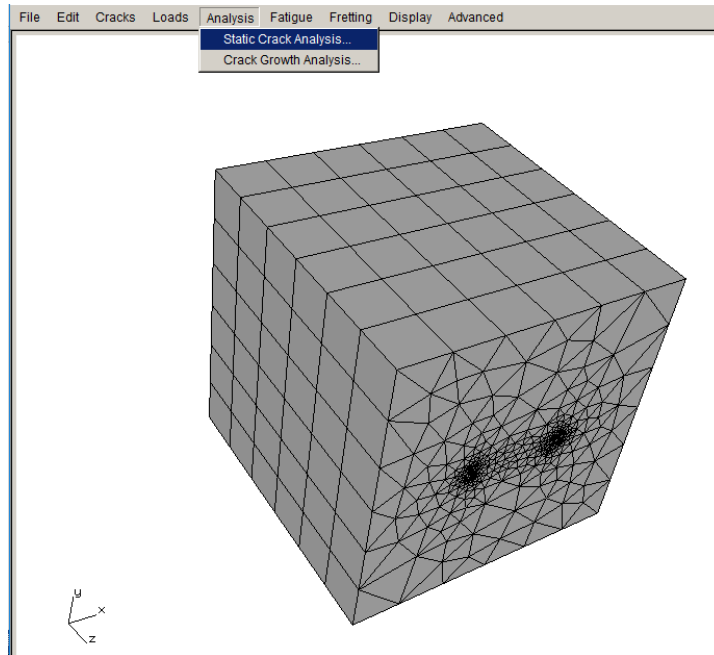 File Edit Cracks Loads Analysis Fatigue Fretting Display Advanced
Static Crack Analysis...
Crack Growth Analysis...
y
x
z